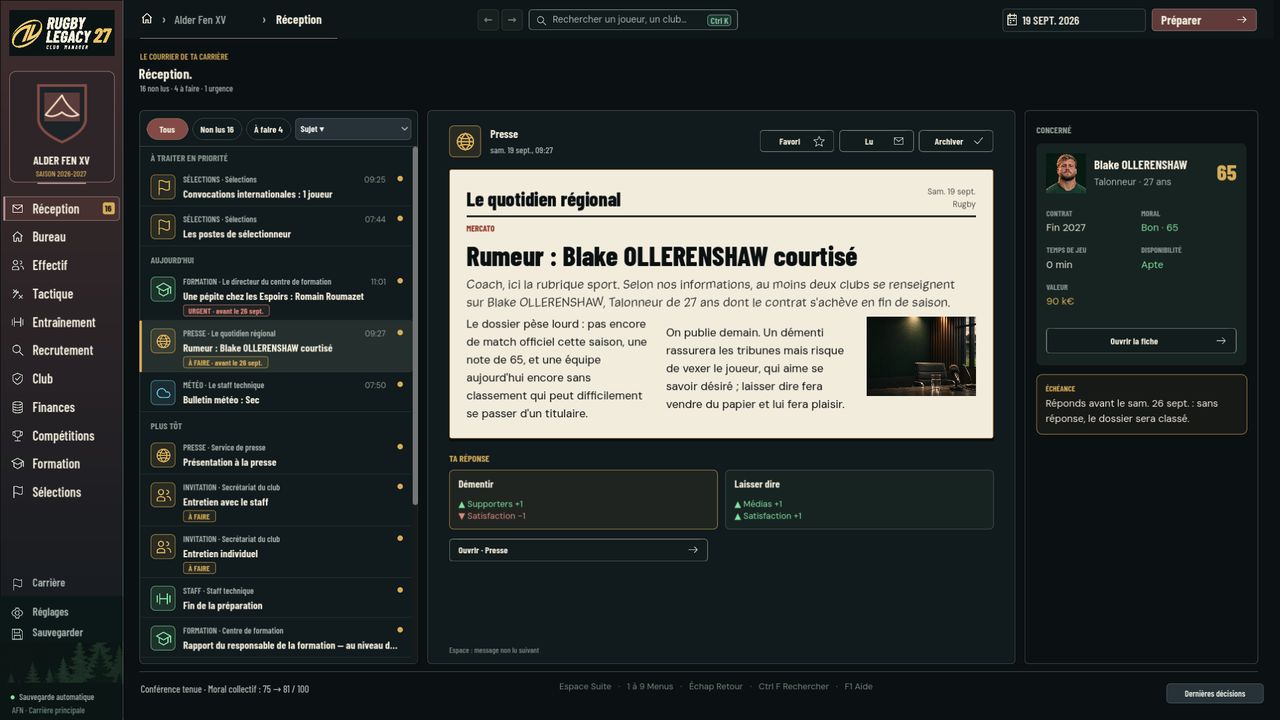 RUGBY
LEGACY 27
CLUB MANAGER
ALDER FEN XV
SAISON 2026-2027
Réception
16
Bureau
Effectif
Tactique
Entraînement
Recrutement
Club
Finances
Compétitions
Formation
Sélections
Carrière
Réglages
Sauvegarder
Sauvegarde automatique
AFN · Carrière principale
› Alder Fen XV › Réception
← →
Rechercher un joueur, un club... Ctrl K
19 SEPT. 2026
Préparer →
LE COURRIER DE TA CARRIÈRE
Réception.
16 non lus · 4 à faire · 1 urgence
Tous
Non lus 16
À faire 4
Sujet ▾
À TRAITER EN PRIORITÉ
SÉLECTIONS · Sélections 09:25
Convocations internationales : 1 joueur
SÉLECTIONS · Sélections 07:44
Les postes de sélectionneur
AUJOURD'HUI
FORMATION · Le directeur du centre de formation 11:01
Une pépite chez les Espoirs : Romain Roumazet
URGENT · avant le 26 sept.
PRESSE · Le quotidien régional 09:27
Rumeur : Blake OLLERENSHAW courtisé
À FAIRE · avant le 26 sept.
MÉTÉO · Le staff technique 07:50
Bulletin météo : Sec
PLUS TÔT
PRESSE · Service de presse
Présentation à la presse
INVITATION · Secrétariat du club
Entretien avec le staff
À FAIRE
INVITATION · Secrétariat du club
Entretien individuel
À FAIRE
STAFF · Staff technique
Fin de la préparation
FORMATION · Centre de formation
Rapport du responsable de la formation — au niveau d...
Presse
sam. 19 sept., 09:27
Favori
Lu
Archiver
Le quotidien régional
Sam. 19 sept.
Rugby
MERCATO
Rumeur : Blake OLLERENSHAW courtisé
Coach, ici la rubrique sport. Selon nos informations, au moins deux clubs se renseignent
sur Blake OLLERENSHAW, Talonneur de 27 ans dont le contrat s'achève en fin de saison.
Le dossier pèse lourd : pas encore
de match officiel cette saison, une
note de 65, et une équipe
aujourd'hui encore sans
classement qui peut difficilement
se passer d'un titulaire.
On publie demain. Un démenti
rassurera les tribunes mais risque
de vexer le joueur, qui aime se
savoir désiré ; laisser dire fera
vendre du papier et lui fera plaisir.
TA RÉPONSE
Démentir
▲ Supporters +1
▼ Satisfaction −1
Laisser dire
▲ Médias +1
▲ Satisfaction +1
Ouvrir · Presse →
Espace : message non lu suivant
CONCERNÉ
Blake OLLERENSHAW
Talonneur · 27 ans
65
CONTRAT MORAL
Fin 2027 Bon · 65
TEMPS DE JEU DISPONIBILITÉ
0 min Apte
VALEUR
90 k€
Ouvrir la fiche →
ÉCHÉANCE
Réponds avant le sam. 26 sept. : sans
réponse, le dossier sera classé.
Conférence tenue · Moral collectif : 75 → 81 / 100
Espace Suite · 1 à 9 Menus · Échap Retour · Ctrl F Rechercher · F1 Aide
Dernières décisions